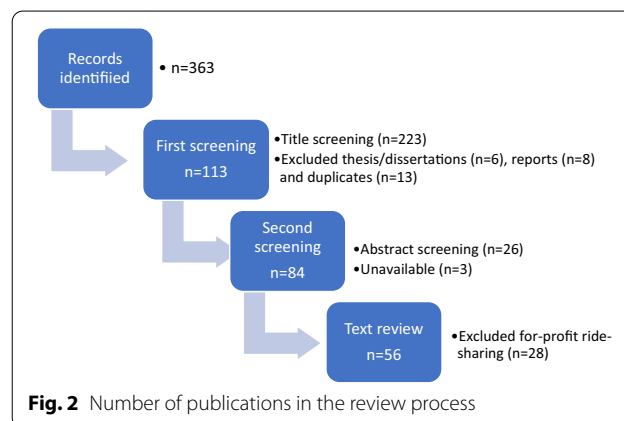 Records
identifiied
• n=363
First screening
n=113
•Title screening (n=223)
•Excluded thesis/dissertations (n=6), reports (n=8)
and duplicates (n=13)
Second
screening
n=84
•Abstract screening (n=26)
•Unavailable (n=3)
Text review
n=56
•Excluded for-profit ride-
sharing (n=28)
Fig. 2 Number of publications in the review process